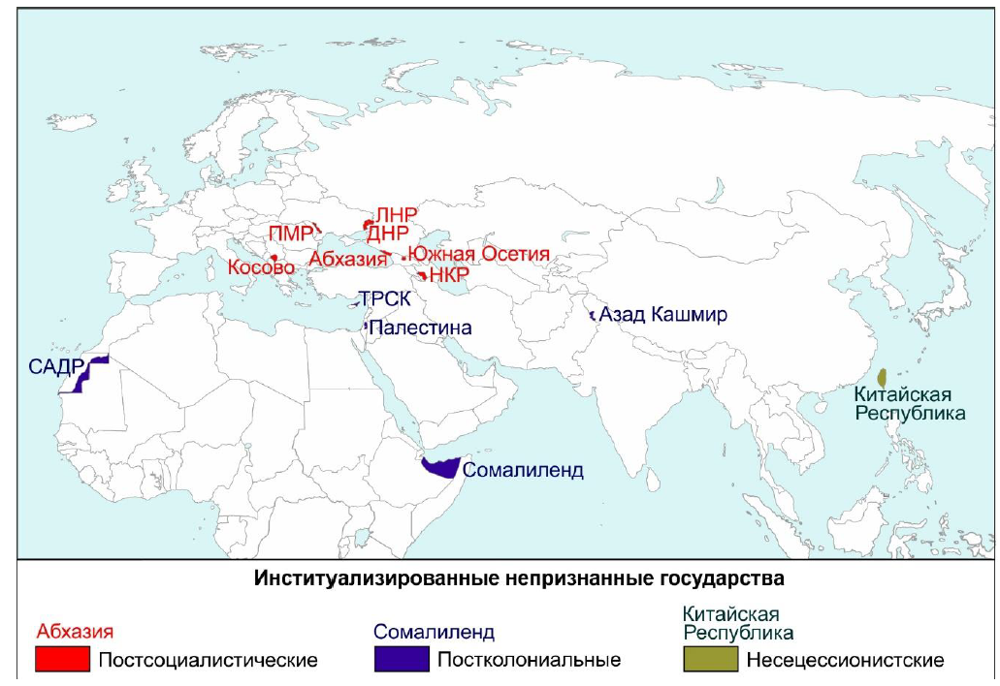 ЛНР
ПМР
ДНР
Косово
Абхазия
Южная Осетия
НКР
ТРСК
Палестина
Азад Кашмир
САДР
Китайская
Республика
Сомалиленд
Институализированные непризнанные государства
Абхазия
Постсоциалистические
Сомалиленд
Постколониальные
Китайская
Республика
Несецессионистские